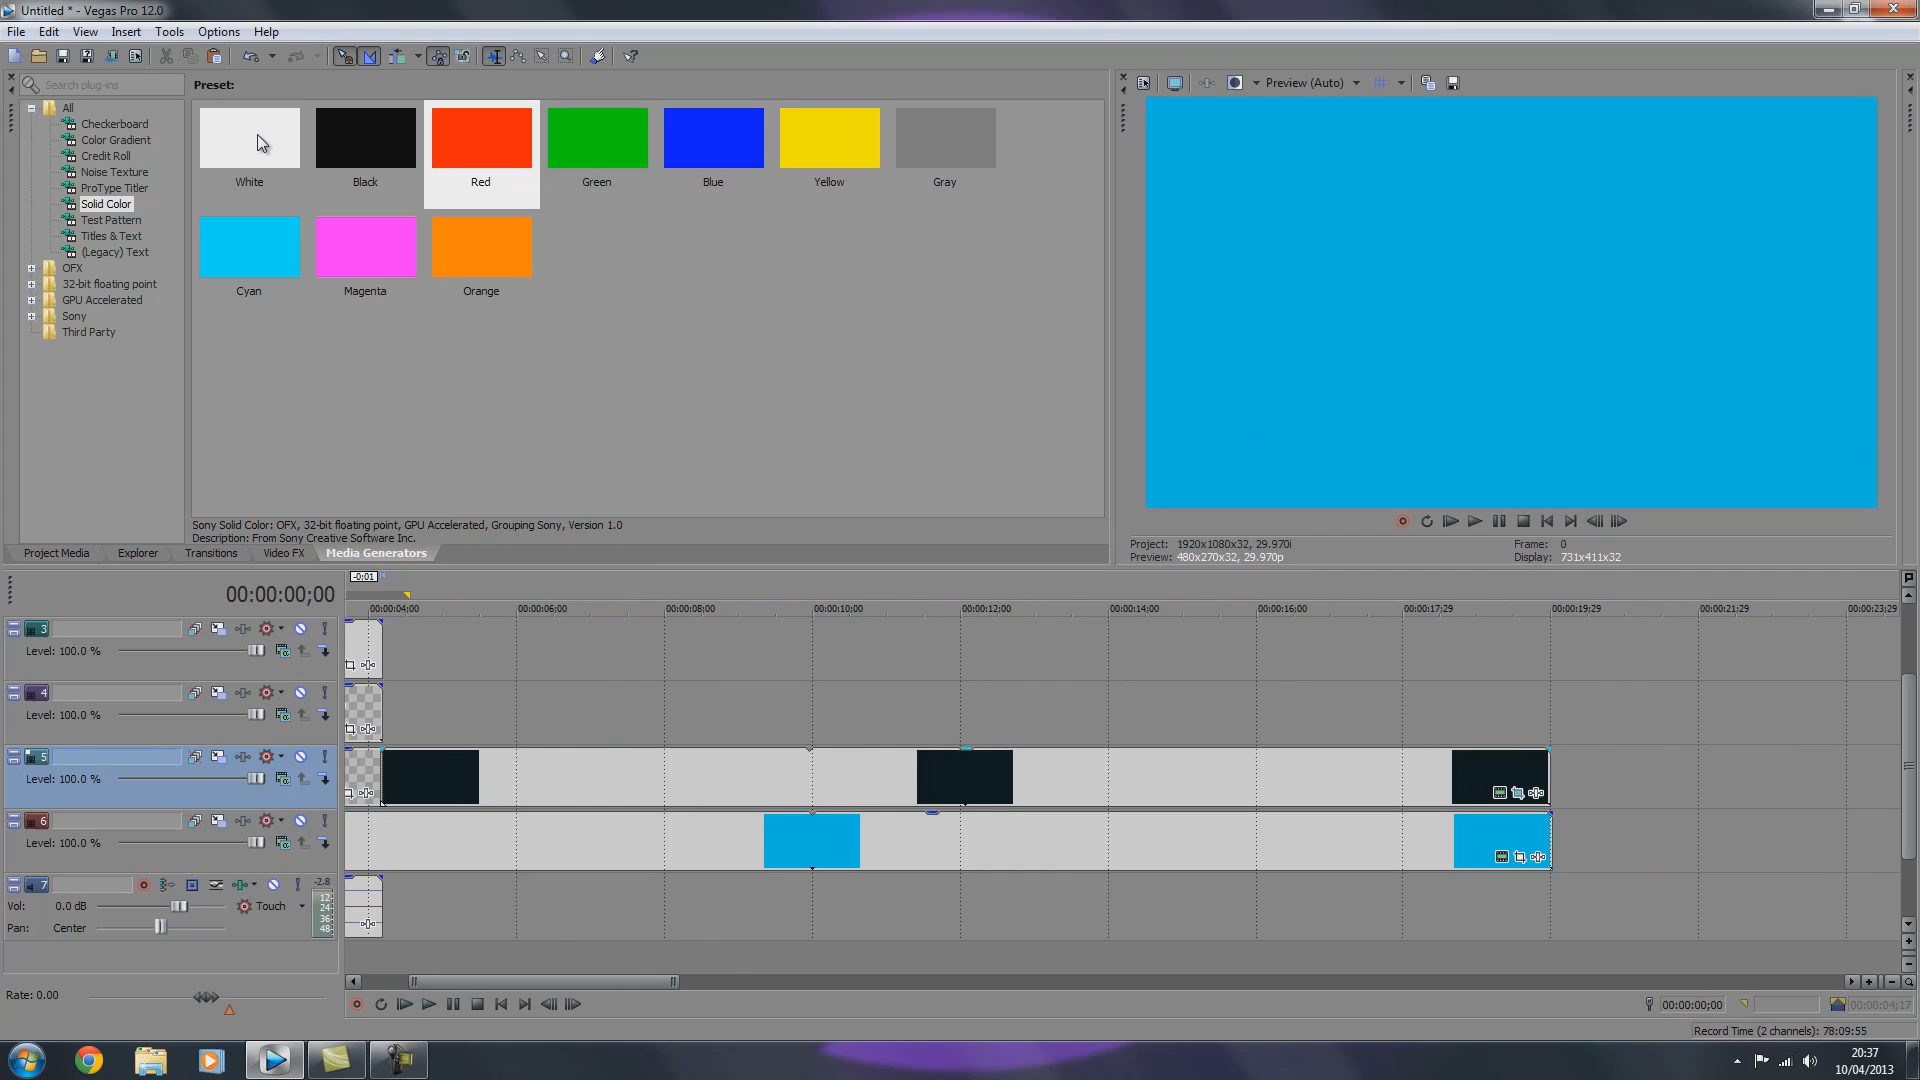 Untitled * - Vegas Pro 12.0
File Edit View Insert Tools Options Help
Search plug-ins
Preset:
Preview (Auto)
All
Checkerboard
Color Gradient
Credit Roll
Noise Texture
ProType Titler
Solid Color
Test Pattern
Titles & Text
(Legacy) Text
OFX
32-bit floating point
GPU Accelerated
Sony
Third Party
White Black Red Green Blue Yellow Gray
Cyan Magenta Orange
Sony Solid Color: OFX, 32-bit floating point, GPU Accelerated, Grouping Sony, Version 1.0
Description: From Sony Creative Software Inc.
Project Media Explorer Transitions Video FX Media Generators
Project: 1920x1080x32, 29.970i
Preview: 480x270x32, 29.970p
Frame: 0
Display: 731x411x32
00:00:00;00
-0:01
00:00:04;00 00:00:06;00 00:00:08;00 00:00:10;00 00:00:12;00 00:00:14;00 00:00:16;00 00:00:17;29 00:00:19;29 00:00:21;29 00:00:23;29
3
Level: 100.0 %
4
Level: 100.0 %
5
Level: 100.0 %
6
Level: 100.0 %
7
-2.8
Vol: 0.0 dB Touch
Pan: Center
12
24
36
48
Rate: 0.00
00:00:00;00
00:00:04;17
Record Time (2 channels): 78:09:55
20:37
10/04/2013